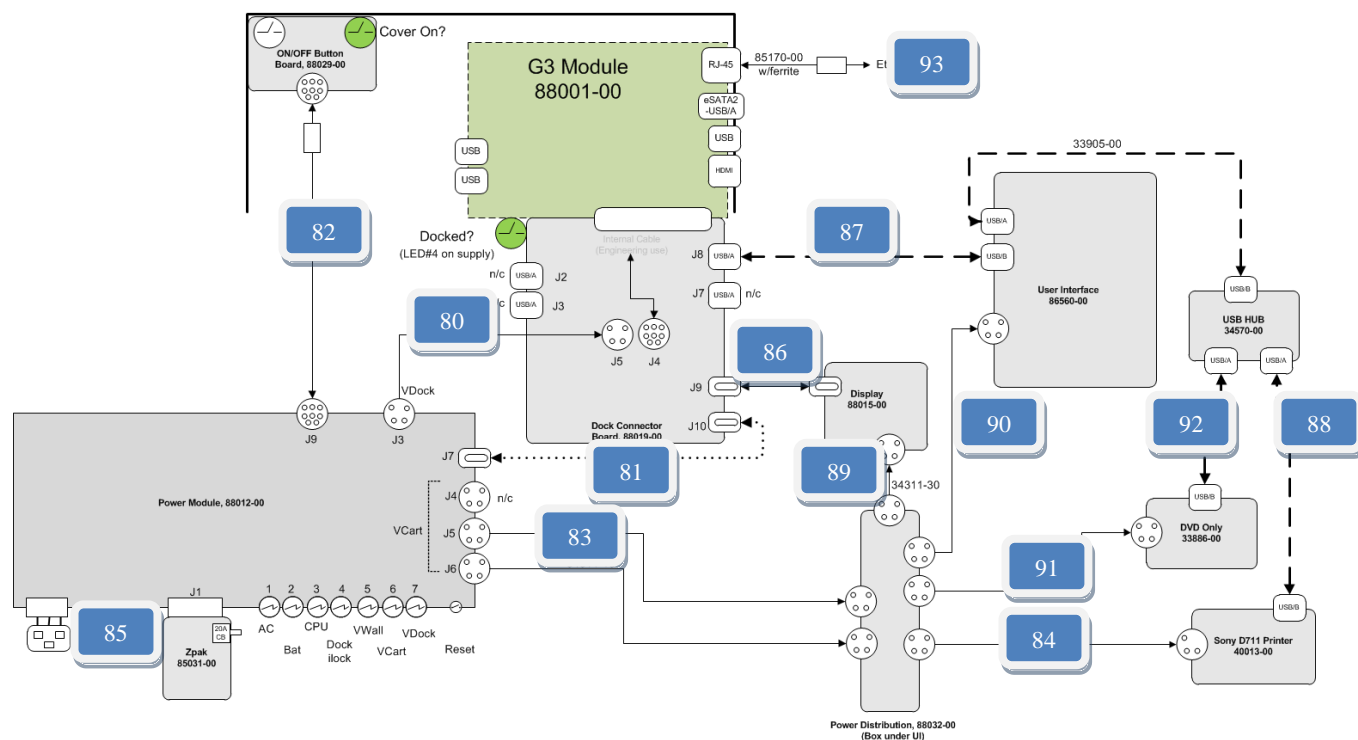 Cover On?
ON/OFF Button
Board, 88029-00
G3 Module
88001-00
RJ-45
85170-00
w/ferrite
Et
93
eSATA2
-USB/A
USB
HDMI
USB
USB
33905-00
82
Docked?
(LED#4 on supply)
Internal Cable
(Engineering use)
J8
USB/A
87
USB/A
USB/B
User Interface
86560-00
n/c
USB/A
J2
/c
USB/A
J3
J7
USB/A
n/c
USB/B
USB HUB
34570-00
USB/A
USB/A
80
J5
J4
86
J9
Display
88015-00
90
92
88
VDock
J9
J3
J10
Dock Connector
Board, 88019-00
81
89
34311-30
J7
Power Module, 88012-00
J4
n/c
VCart
J5
J6
83
USB/B
DVD Only
33886-00
91
J1
1
2
3
4
5
6
7
AC
Bat
CPU
Dock
ilock
VWall
VCart
VDock
Reset
85
20A
CB
Zpak
85031-00
84
USB/B
Sony D711 Printer
40013-00
Power Distribution, 88032-00
(Box under UI)